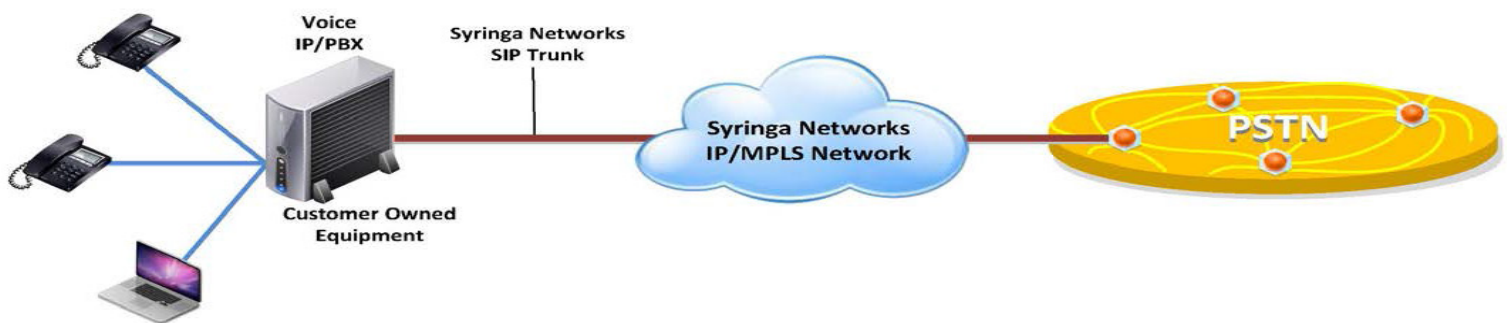 Voice
IP/PBX
Syringa Networks
SIP Trunk
Syringa Networks
IP/MPLS Network
PSTN
Customer Owned
Equipment